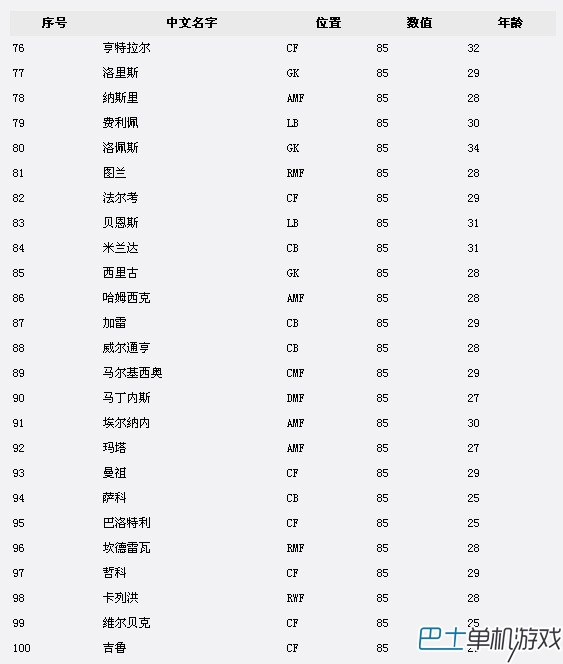 序号 中文名字 位置 数值 年龄
76 亨特拉尔 CF 85 32
77 洛里斯 GK 85 29
78 纳斯里 AMF 85 28
79 费利佩 LB 85 30
80 洛佩斯 GK 85 34
81 图兰 RMF 85 28
82 法尔考 CF 85 29
83 贝恩斯 LB 85 31
84 米兰达 CB 85 31
85 西里古 GK 85 28
86 哈姆西克 AMF 85 28
87 加雷 CB 85 29
88 威尔通亨 CB 85 28
89 马尔基西奥 CMF 85 29
90 马丁内斯 DMF 85 27
91 埃尔纳内 AMF 85 30
92 玛塔 AMF 85 27
93 曼祖 CF 85 29
94 萨科 CB 85 25
95 巴洛特利 CF 85 25
96 坎德雷瓦 RMF 85 28
97 哲科 CF 85 29
98 卡列洪 RWF 85 28
99 维尔贝克 CF 85 25
100 吉鲁 CF 85
巴士单机游戏